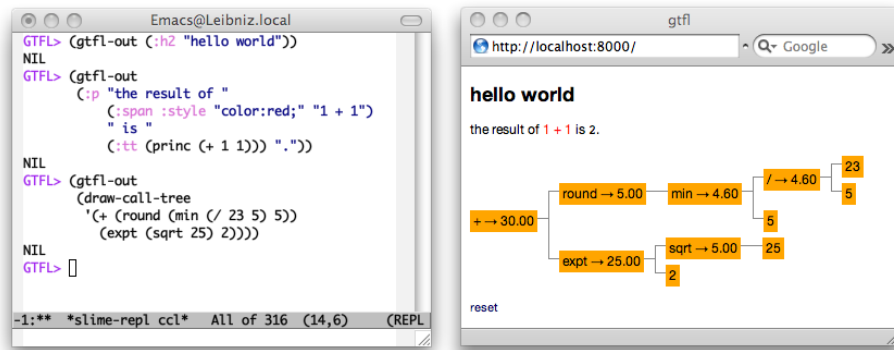 Emacs@Leibniz.local
GTFL> (gtfl-out (:h2 "hello world"))
NIL
GTFL> (gtfl-out
(:p "the result of "
(:span :style "color:red;" "1 + 1")
" is "
(:tt (princ (+ 1 1))) "."))
NIL
GTFL> (gtfl-out
(draw-call-tree
'(+ (round (min (/ 23 5) 5))
(expt (sqrt 25) 2))))
NIL
GTFL>
-1:** *slime-repl ccl* All of 316 (14,6) (REPL
gtfl
http://localhost:8000/
Google
hello world
the result of 1 + 1 is 2.
+ → 30.00
round → 5.00
min → 4.60
/ → 4.60
23
5
5
expt → 25.00
sqrt → 5.00
25
2
reset